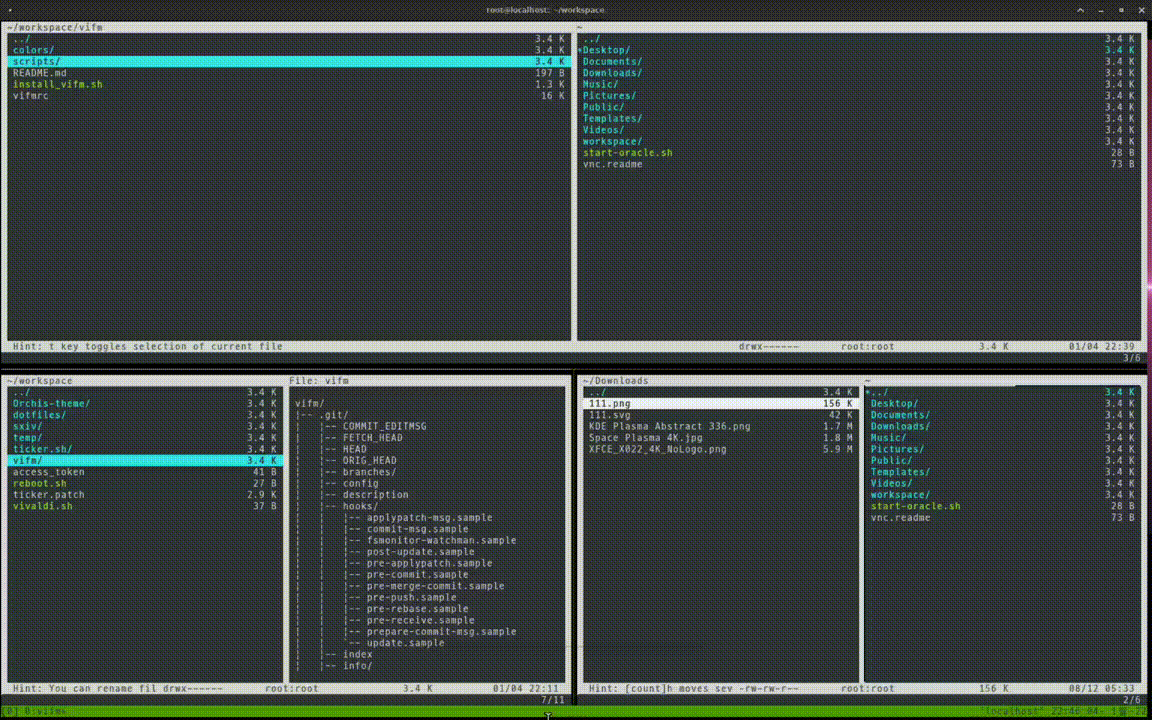 root@localhost: ~/workspace
~/workspace/vifm
../ 3.4 K
colors/ 3.4 K
scripts/ 3.4 K
README.md 197 B
install_vifm.sh 1.3 K
vifmrc 16 K
Hint: t key toggles selection of current file
~
../ 3.4 K
*Desktop/ 3.4 K
Documents/ 3.4 K
Downloads/ 3.4 K
Music/ 3.4 K
Pictures/ 3.4 K
Public/ 3.4 K
Templates/ 3.4 K
Videos/ 3.4 K
workspace/ 3.4 K
start-oracle.sh 28 B
vnc.readme 73 B
drwx------ root:root 3.4 K 01/04 22:39
3/6
~/workspace
../ 3.4 K
Orchis-theme/ 3.4 K
dotfiles/ 3.4 K
sxiv/ 3.4 K
temp/ 3.4 K
ticker.sh/ 3.4 K
vifm/ 3.4 K
access_token 41 B
reboot.sh 27 B
ticker.patch 2.9 K
vivaldi.sh 37 B
File: vifm
vifm/
|-- .git/
| |-- COMMIT_EDITMSG
| |-- FETCH_HEAD
| |-- HEAD
| |-- ORIG_HEAD
| |-- branches/
| |-- config
| |-- description
| |-- hooks/
| | |-- applypatch-msg.sample
| | |-- commit-msg.sample
| | |-- fsmonitor-watchman.sample
| | |-- post-update.sample
| | |-- pre-applypatch.sample
| | |-- pre-commit.sample
| | |-- pre-merge-commit.sample
| | |-- pre-push.sample
| | |-- pre-rebase.sample
| | |-- pre-receive.sample
| | |-- prepare-commit-msg.sample
| | `-- update.sample
| |-- index
| |-- info/
Hint: You can rename fil drwx------ root:root 3.4 K 01/04 22:11
7/11
~/Downloads
../ 3.4 K
111.png 156 K
111.svg 42 K
KDE Plasma Abstract 336.png 1.7 M
Space Plasma 4K.jpg 1.8 M
XFCE_X022_4K_NoLogo.png 5.9 M
~
*../ 3.4 K
Desktop/ 3.4 K
Documents/ 3.4 K
Downloads/ 3.4 K
Music/ 3.4 K
Pictures/ 3.4 K
Public/ 3.4 K
Templates/ 3.4 K
Videos/ 3.4 K
workspace/ 3.4 K
start-oracle.sh 28 B
vnc.readme 73 B
Hint: [count]h moves sev -rw-rw-r-- root:root 156 K 08/12 05:33
2/6
[0] 0:vifm*
"localhost" 22:46 04-